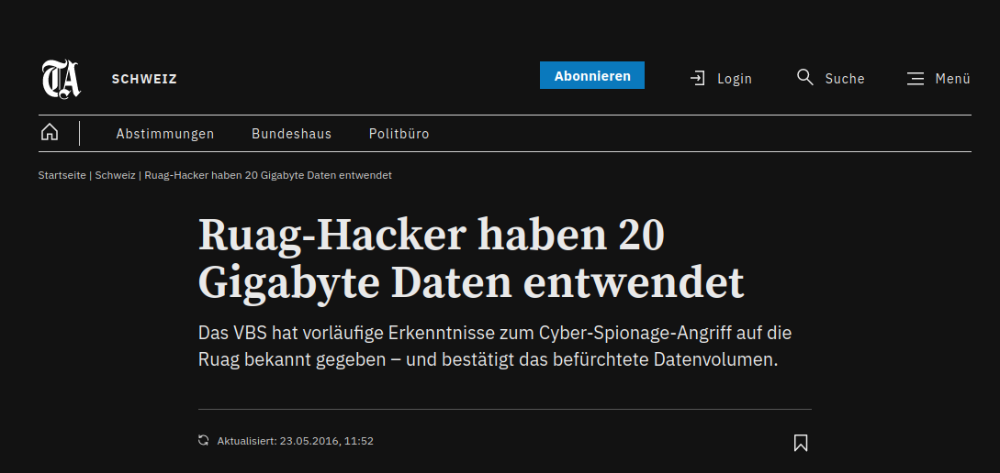 TA
SCHWEIZ
Abonnieren
Login
Suche
Menü
Abstimmungen
Bundeshaus
Politbüro
Startseite | Schweiz | Ruag-Hacker haben 20 Gigabyte Daten entwendet
Ruag-Hacker haben 20
Gigabyte Daten entwendet
Das VBS hat vorläufige Erkenntnisse zum Cyber-Spionage-Angriff auf die
Ruag bekannt gegeben – und bestätigt das befürchtete Datenvolumen.
Aktualisiert: 23.05.2016, 11:52